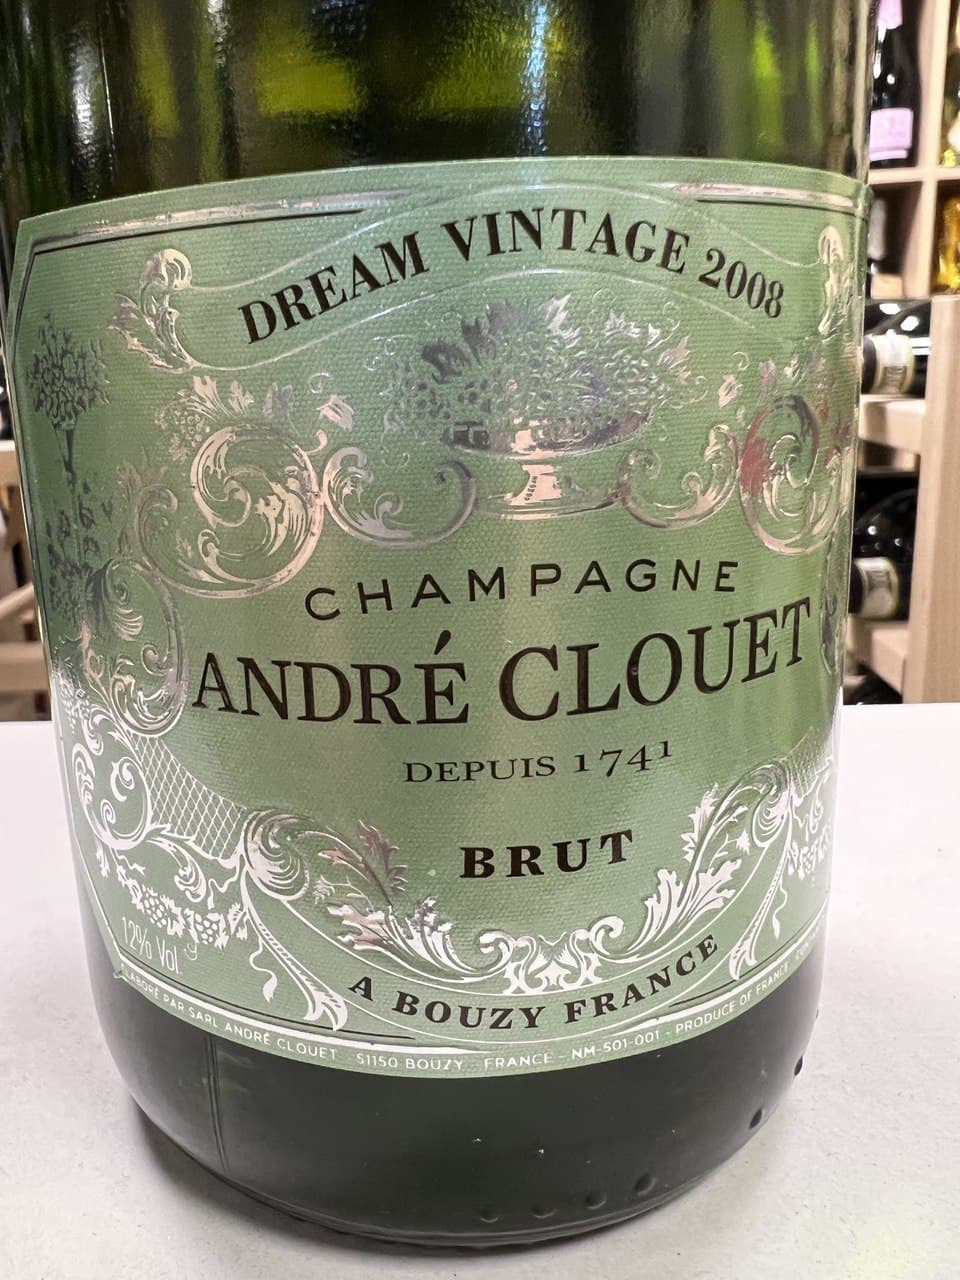 DREAM VINTAGE 2008
CHAMPAGNE
ANDRÉ CLOUET
DEPUIS 1741
BRUT
A BOUZY FRANCE
12% Vol.
ELABORÉ PAR SARL ANDRÉ CLOUET 51150 BOUZY - FRANCE - NM-501-001 - PRODUCE OF FRANCE